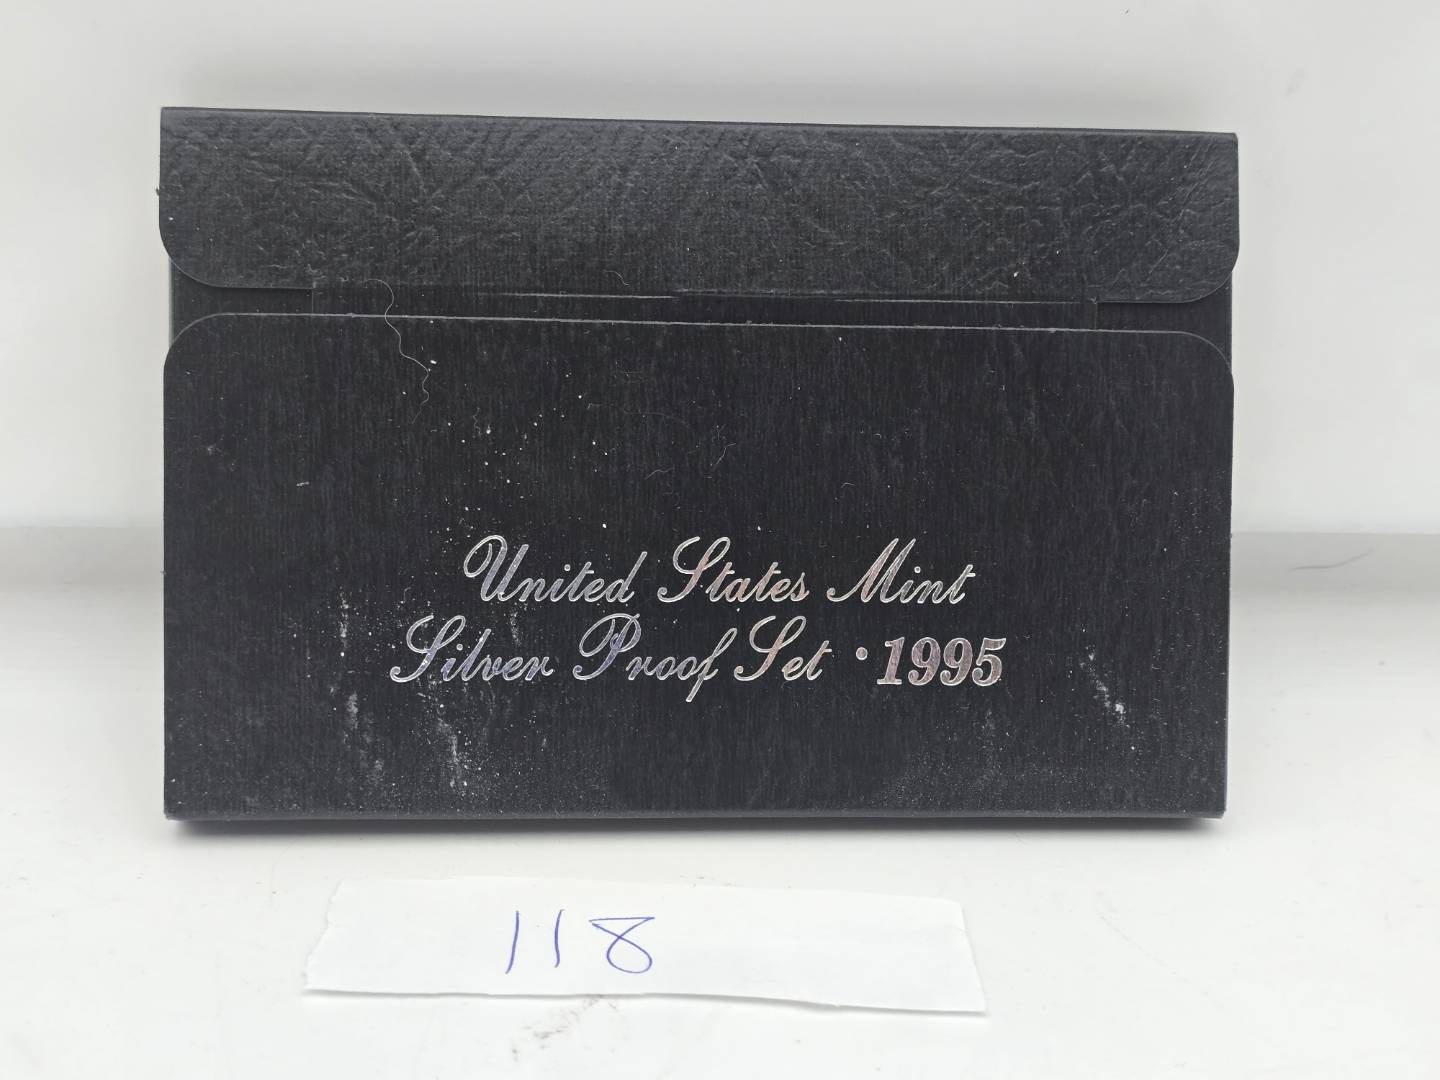 United States Mint
Silver Proof Set • 1995
118